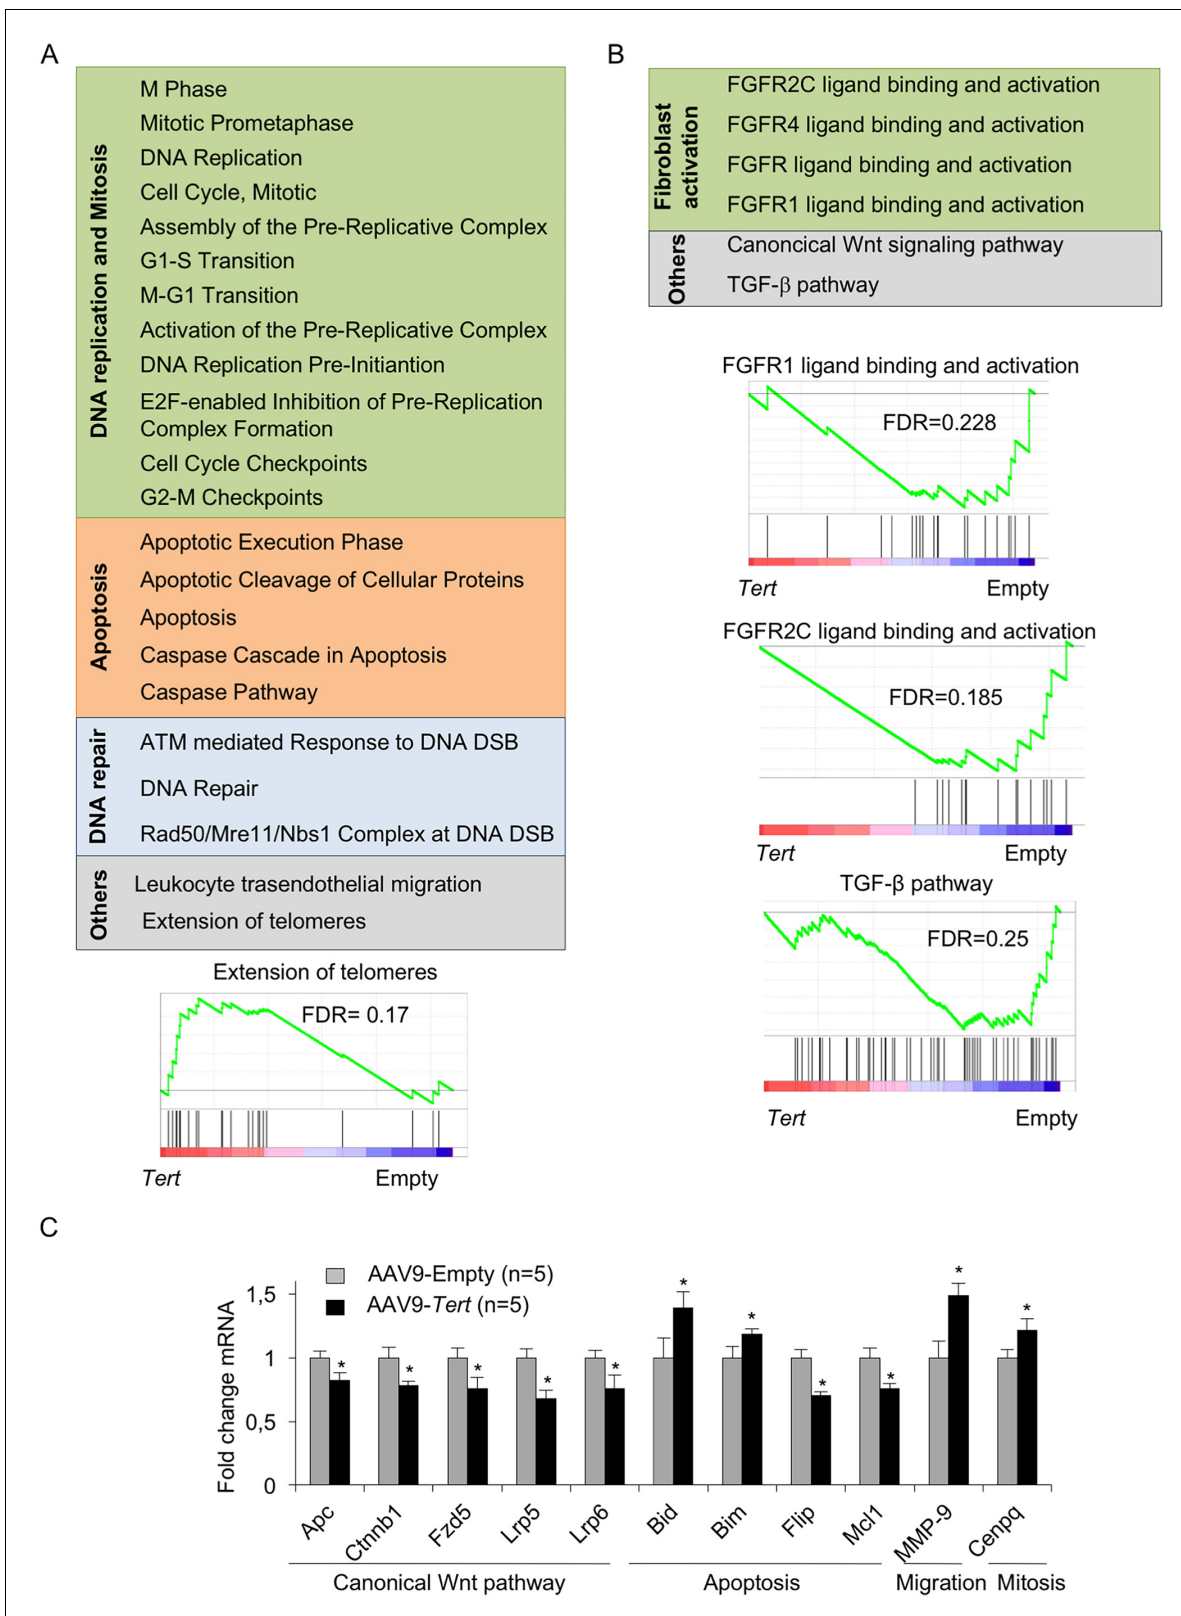 A
DNA replication and Mitosis
M Phase
Mitotic Prometaphase
DNA Replication
Cell Cycle, Mitotic
Assembly of the Pre-Replicative Complex
G1-S Transition
M-G1 Transition
Activation of the Pre-Replicative Complex
DNA Replication Pre-Initiantion
E2F-enabled Inhibition of Pre-Replication
Complex Formation
Cell Cycle Checkpoints
G2-M Checkpoints
Apoptosis
Apoptotic Execution Phase
Apoptotic Cleavage of Cellular Proteins
Apoptosis
Caspase Cascade in Apoptosis
Caspase Pathway
DNA repair
ATM mediated Response to DNA DSB
DNA Repair
Rad50/Mre11/Nbs1 Complex at DNA DSB
Others
Leukocyte trasendothelial migration
Extension of telomeres
Extension of telomeres
FDR= 0.17
Tert Empty
B
Fibroblast
activation
FGFR2C ligand binding and activation
FGFR4 ligand binding and activation
FGFR ligand binding and activation
FGFR1 ligand binding and activation
Others
Canoncical Wnt signaling pathway
TGF-β pathway
FGFR1 ligand binding and activation
FDR=0.228
Tert Empty
FGFR2C ligand binding and activation
FDR=0.185
Tert Empty
TGF-β pathway
FDR=0.25
Tert Empty
C
AAV9-Empty (n=5)
AAV9-Tert (n=5)
Fold change mRNA
1,5
1
0,5
0
* * * * * * * * * * *
Apc Ctnnb1 Fzd5 Lrp5 Lrp6 Bid Bim Flip Mcl1 MMP-9 Cenpq
Canonical Wnt pathway Apoptosis Migration Mitosis